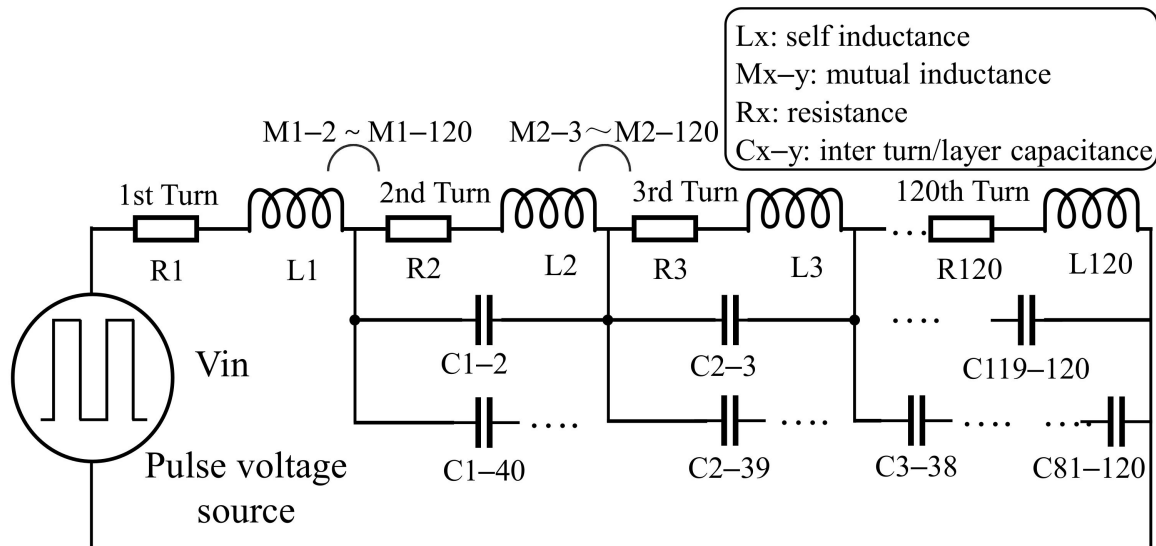 Lx: self inductance
Mx–y: mutual inductance
Rx: resistance
Cx–y: inter turn/layer capacitance
M1–2 ~ M1–120
M2–3～M2–120
1st Turn
2nd Turn
3rd Turn
120th Turn
R1
L1
R2
L2
R3
L3
....
R120
L120
Vin
C1–2
C2–3
....
C119–120
C1–40
....
C2–39
....
C3–38
....
....
C81–120
Pulse voltage
source